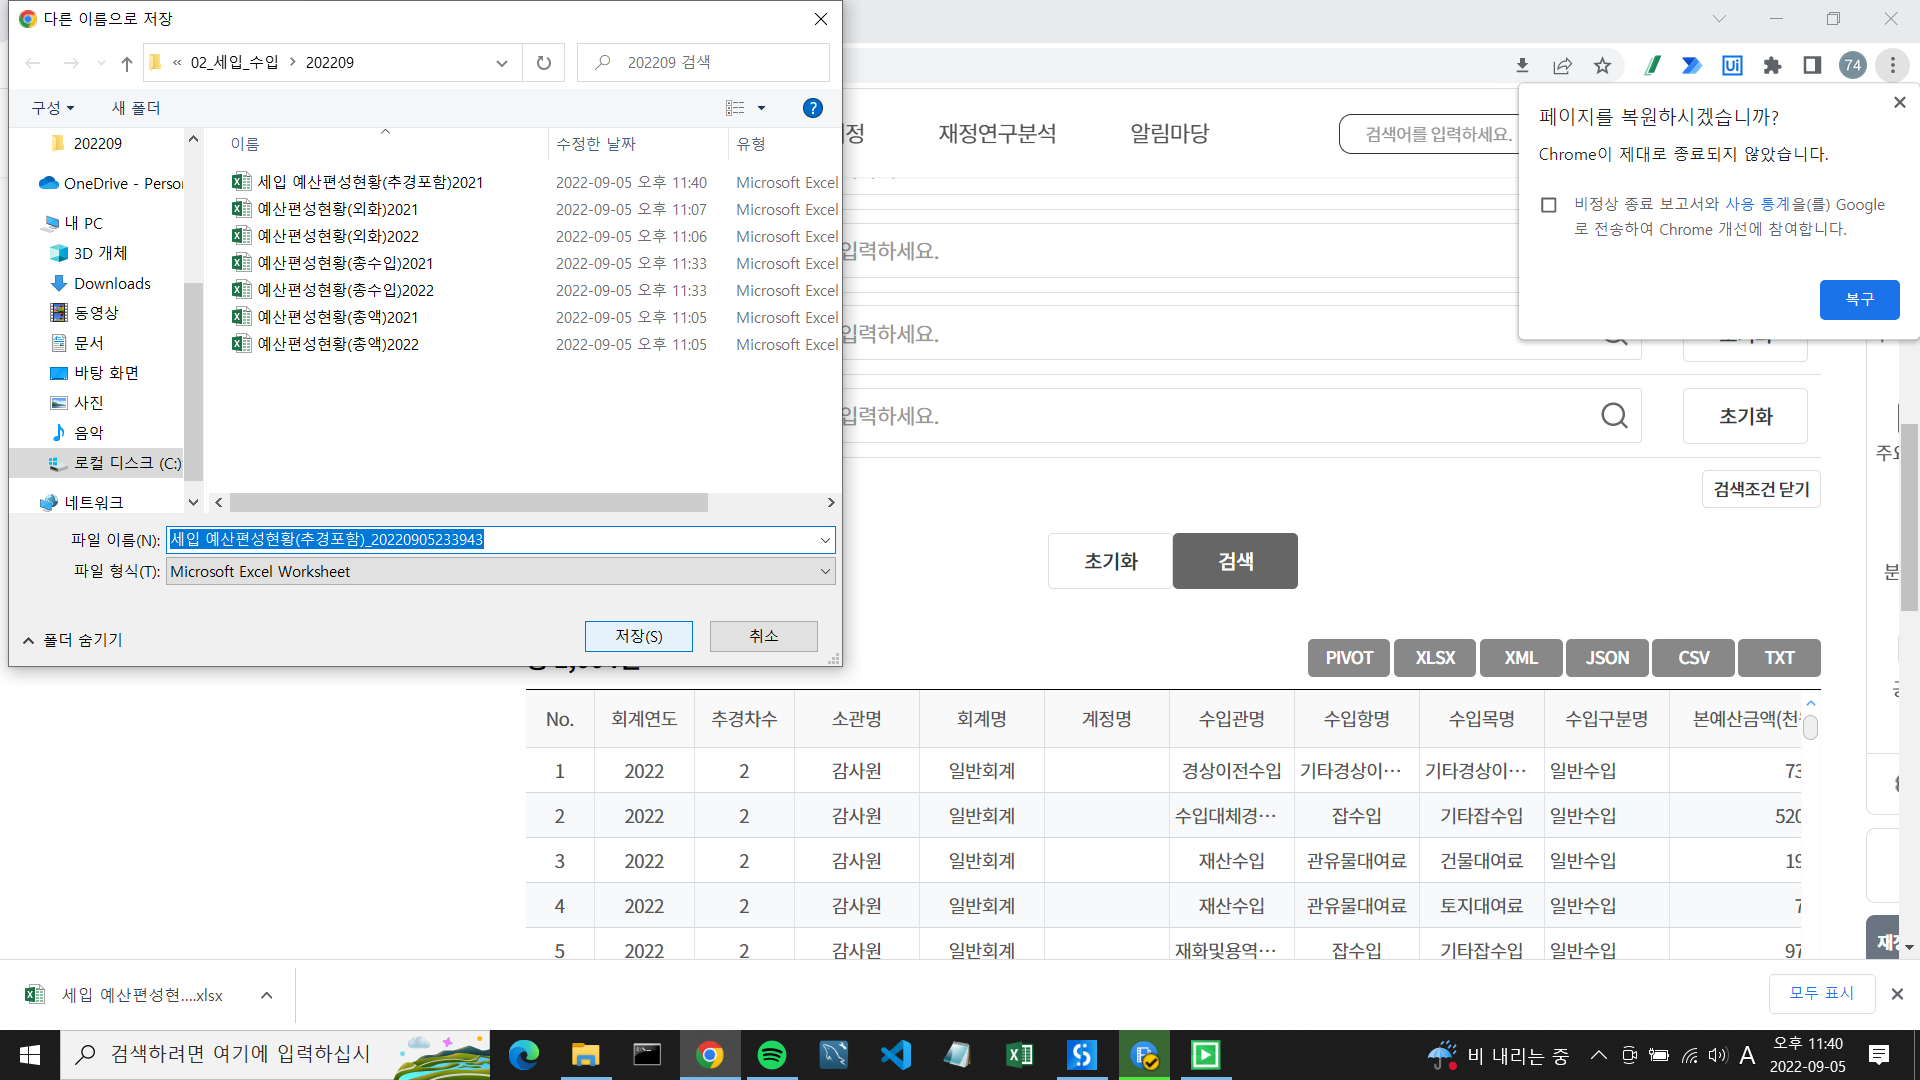 다른 이름으로 저장
« 02_세입_수입 > 202209
202209 검색
구성
새 폴더
202209
OneDrive - Persor
내 PC
3D 개체
Downloads
동영상
문서
바탕 화면
사진
음악
로컬 디스크 (C:)
네트워크
이름
수정한 날짜
유형
세입 예산편성현황(추경포함)2021
2022-09-05 오후 11:40
Microsoft Excel
예산편성현황(외화)2021
2022-09-05 오후 11:07
Microsoft Excel
예산편성현황(외화)2022
2022-09-05 오후 11:06
Microsoft Excel
예산편성현황(총수입)2021
2022-09-05 오후 11:33
Microsoft Excel
예산편성현황(총수입)2022
2022-09-05 오후 11:33
Microsoft Excel
예산편성현황(총액)2021
2022-09-05 오후 11:05
Microsoft Excel
예산편성현황(총액)2022
2022-09-05 오후 11:05
Microsoft Excel
파일 이름(N):
세입 예산편성현황(추경포함)_20220905233943
파일 형식(T):
Microsoft Excel Worksheet
폴더 숨기기
저장(S)
취소
74
정
재정연구분석
알림마당
검색어를 입력하세요.
페이지를 복원하시겠습니까?
Chrome이 제대로 종료되지 않았습니다.
비정상 종료 보고서와 사용 통계을(를) Google
로 전송하여 Chrome 개선에 참여합니다.
복구
입력하세요.
입력하세요.
입력하세요.
초기화
주요
검색조건 닫기
초기화
검색
분
PIVOT
XLSX
XML
JSON
CSV
TXT
No. 회계연도 추경차수 소관명 회계명 계정명 수입관명 수입항명 수입목명 수입구분명 본예산금액(천
1 2022 2 감사원 일반회계 경상이전수입 기타경상이… 기타경상이… 일반수입 73
2 2022 2 감사원 일반회계 수입대체경… 잡수입 기타잡수입 일반수입 520
3 2022 2 감사원 일반회계 재산수입 관유물대여료 건물대여료 일반수입 19
4 2022 2 감사원 일반회계 재산수입 관유물대여료 토지대여료 일반수입 7
5 2022 2 감사원 일반회계 재화및용역… 잡수입 기타잡수입 일반수입 97
재정
세입 예산편성현....xlsx
모두 표시
검색하려면 여기에 입력하십시
비 내리는 중
A
오후 11:40
2022-09-05